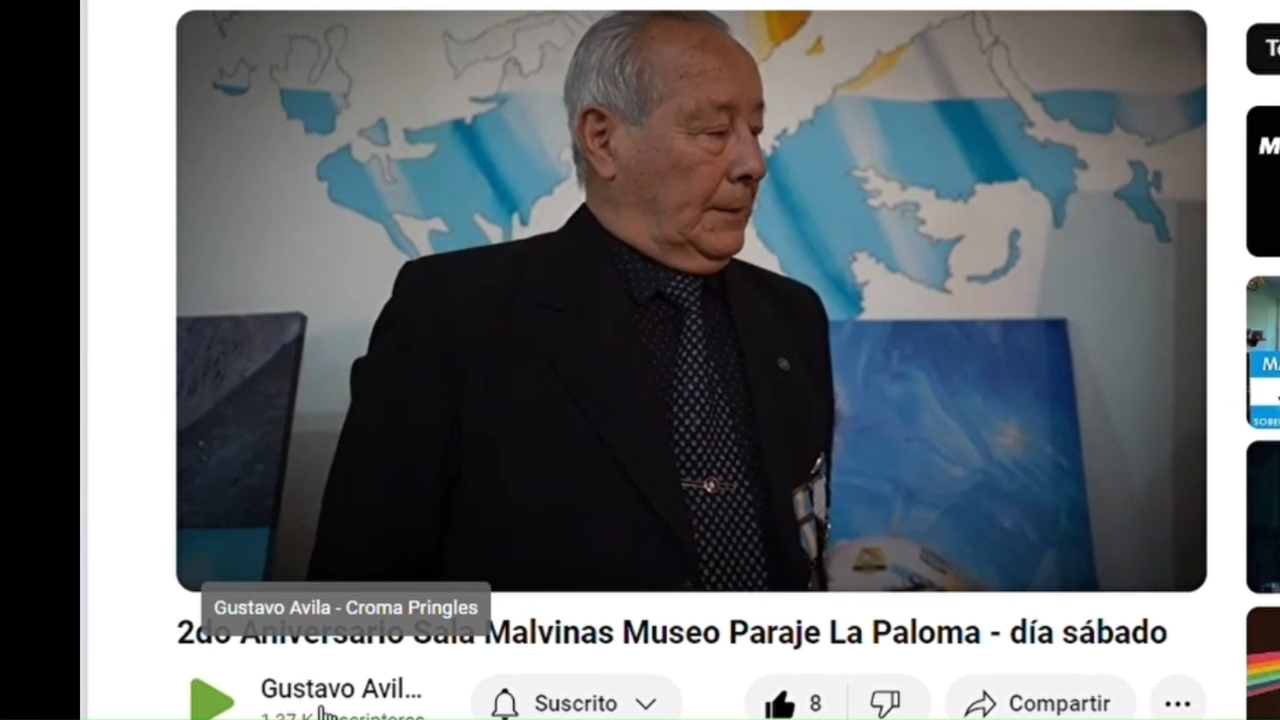 Gustavo Avila - Croma Pringles
2do Aniversario Sala Malvinas Museo Paraje La Paloma - día sábado
Gustavo Avil...
Suscrito
8
Compartir